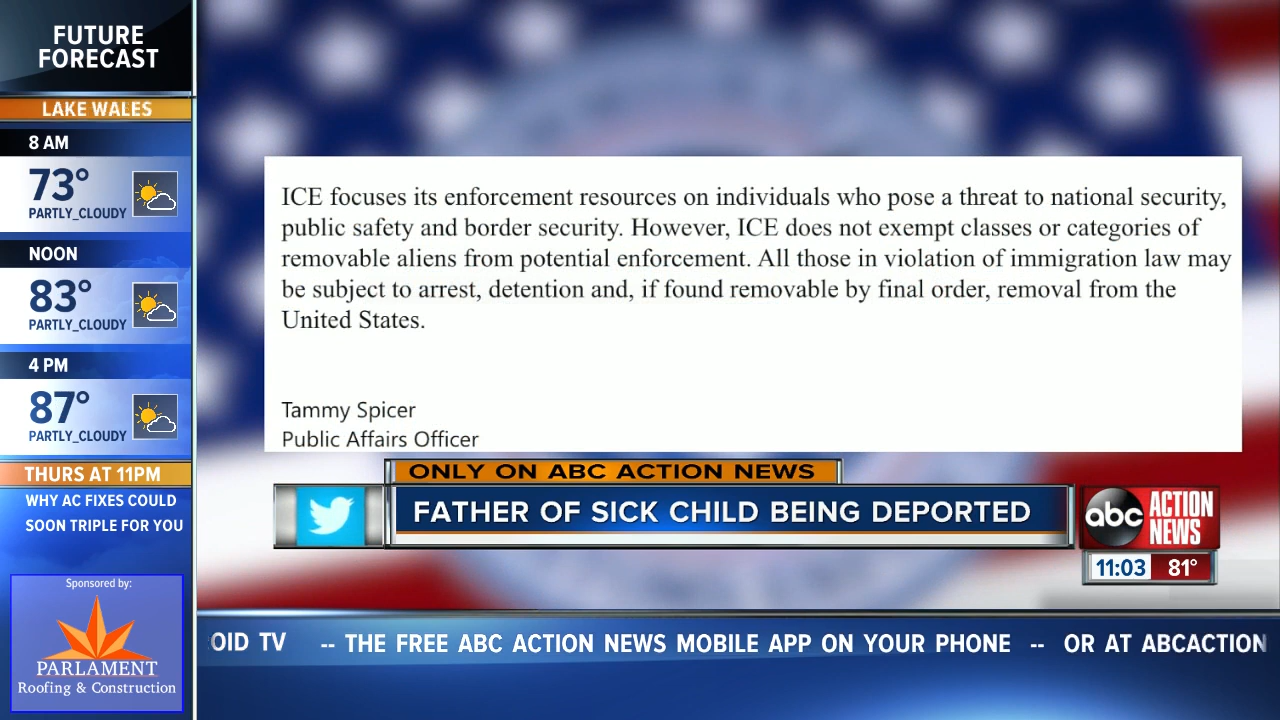 FUTURE
FORECAST
LAKE WALES
8 AM
73°
PARTLY_CLOUDY
NOON
83°
PARTLY_CLOUDY
4 PM
87°
PARTLY_CLOUDY
THURS AT 11PM
WHY AC FIXES COULD
SOON TRIPLE FOR YOU
Sponsored by:
PARLAMENT
Roofing & Construction
ICE focuses its enforcement resources on individuals who pose a threat to national security,
public safety and border security. However, ICE does not exempt classes or categories of
removable aliens from potential enforcement. All those in violation of immigration law may
be subject to arrest, detention and, if found removable by final order, removal from the
United States.
Tammy Spicer
Public Affairs Officer
ONLY ON ABC ACTION NEWS
FATHER OF SICK CHILD BEING DEPORTED
abc ACTION
NEWS
11:03 81°
OID TV -- THE FREE ABC ACTION NEWS MOBILE APP ON YOUR PHONE -- OR AT ABCACTION